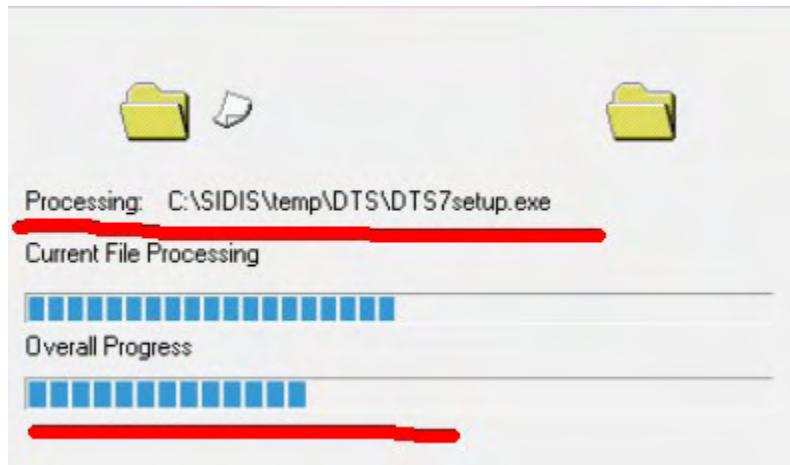 Processing: C:\SIDIS\temp\DTS\DTS7setup.exe
Current File Processing
Overall Progress